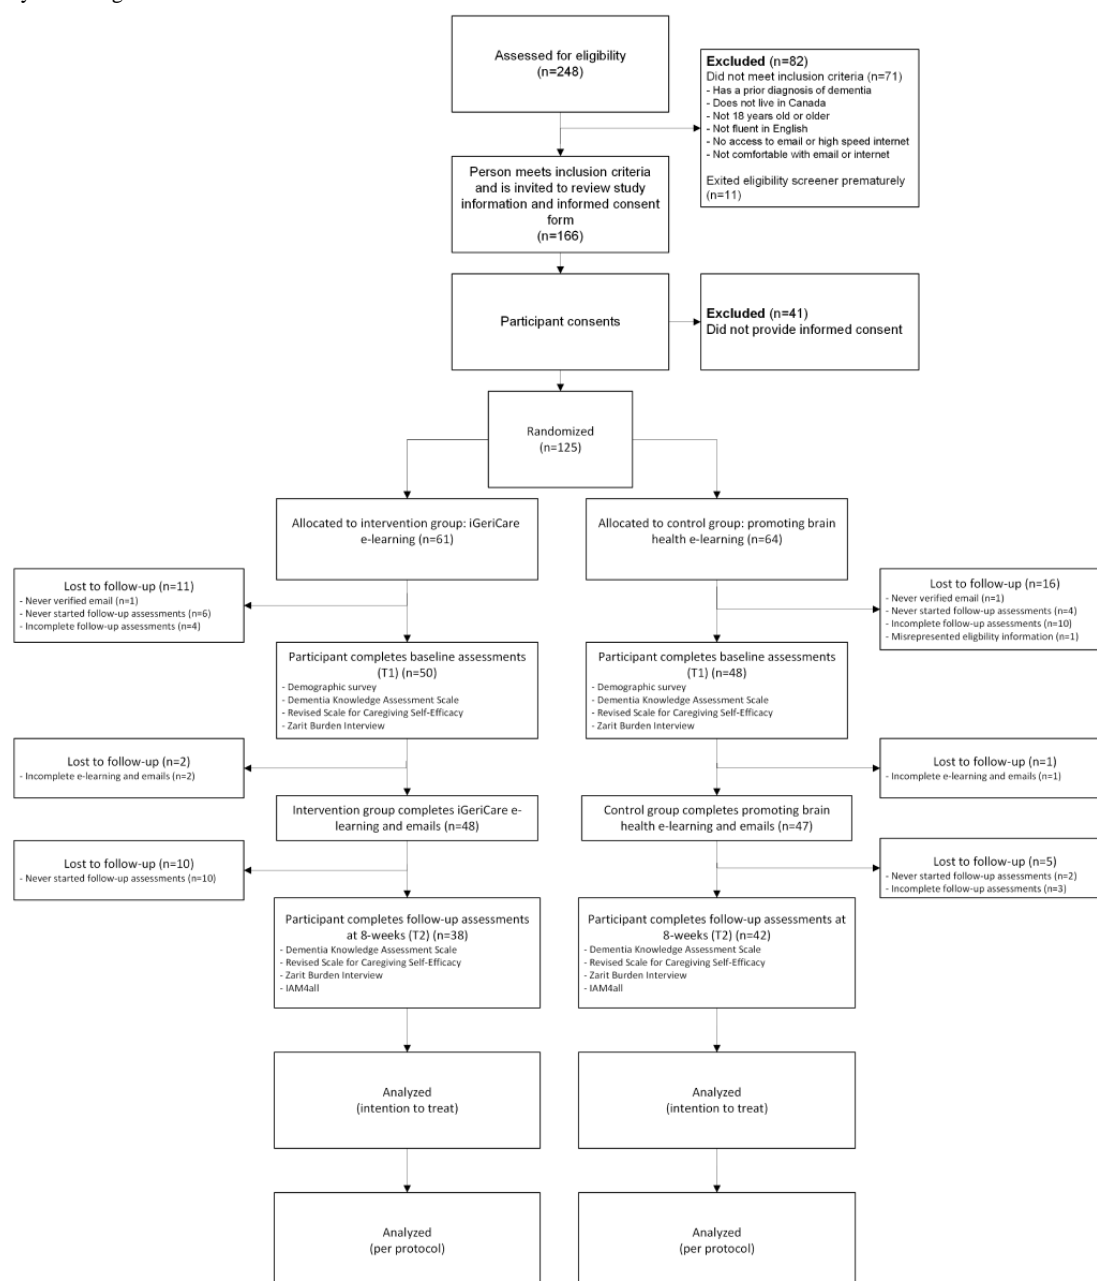 Assessed for eligibility
(n=248)
Excluded (n=82)
Did not meet inclusion criteria (n=71)
- Has a prior diagnosis of dementia
- Does not live in Canada
- Not 18 years old or older
- Not fluent in English
- No access to email or high speed internet
- Not comfortable with email or internet
Exited eligibility screener prematurely
(n=11)
Person meets inclusion criteria
and is invited to review study
information and informed consent
form
(n=166)
Participant consents
Excluded (n=41)
Did not provide informed consent
Randomized
(n=125)
Allocated to intervention group: iGeriCare
e-learning (n=61)
Allocated to control group: promoting brain
health e-learning (n=64)
Lost to follow-up (n=11)
- Never verified email (n=1)
- Never started follow-up assessments (n=6)
- Incomplete follow-up assessments (n=4)
Lost to follow-up (n=16)
- Never verified email (n=1)
- Never started follow-up assessments (n=4)
- Incomplete follow-up assessments (n=10)
- Misrepresented eligbility information (n=1)
Participant completes baseline assessments
(T1) (n=50)
- Demographic survey
- Dementia Knowledge Assessment Scale
- Revised Scale for Caregiving Self-Efficacy
- Zarit Burden Interview
Participant completes baseline assessments
(T1) (n=48)
- Demographic survey
- Dementia Knowledge Assessment Scale
- Revised Scale for Caregiving Self-Efficacy
- Zarit Burden Interview
Lost to follow-up (n=2)
- Incomplete e-learning and emails (n=2)
Lost to follow-up (n=1)
- Incomplete e-learning and emails (n=1)
Intervention group completes iGeriCare e-
learning and emails (n=48)
Control group completes promoting brain
health e-learning and emails (n=47)
Lost to follow-up (n=10)
- Never started follow-up assessments (n=10)
Lost to follow-up (n=5)
- Never started follow-up assessments (n=2)
- Incomplete follow-up assessments (n=3)
Participant completes follow-up assessments
at 8-weeks (T2) (n=38)
- Dementia Knowledge Assessment Scale
- Revised Scale for Caregiving Self-Efficacy
- Zarit Burden Interview
- IAM4all
Participant completes follow-up assessments at
8-weeks (T2) (n=42)
- Dementia Knowledge Assessment Scale
- Revised Scale for Caregiving Self-Efficacy
- Zarit Burden Interview
- IAM4all
Analyzed
(intention to treat)
Analyzed
(intention to treat)
Analyzed
(per protocol)
Analyzed
(per protocol)